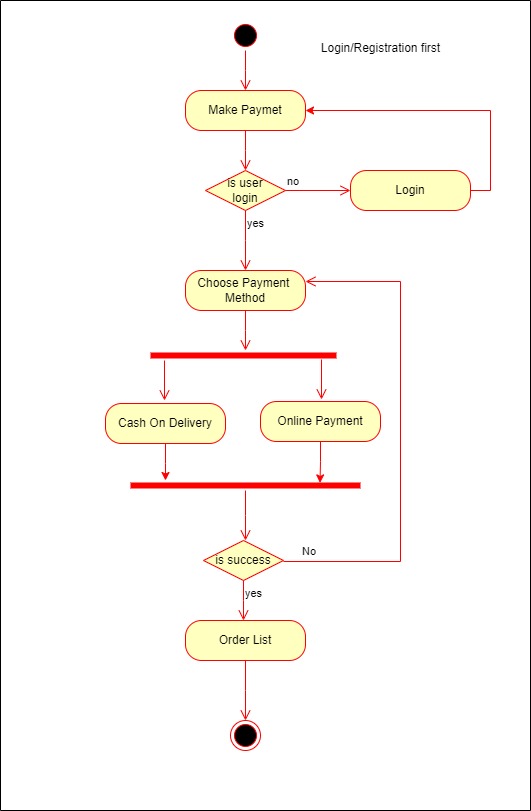 Login/Registration first
Make Paymet
is user
login
no
Login
yes
Choose Payment
Method
Cash On Delivery
Online Payment
is success
No
yes
Order List